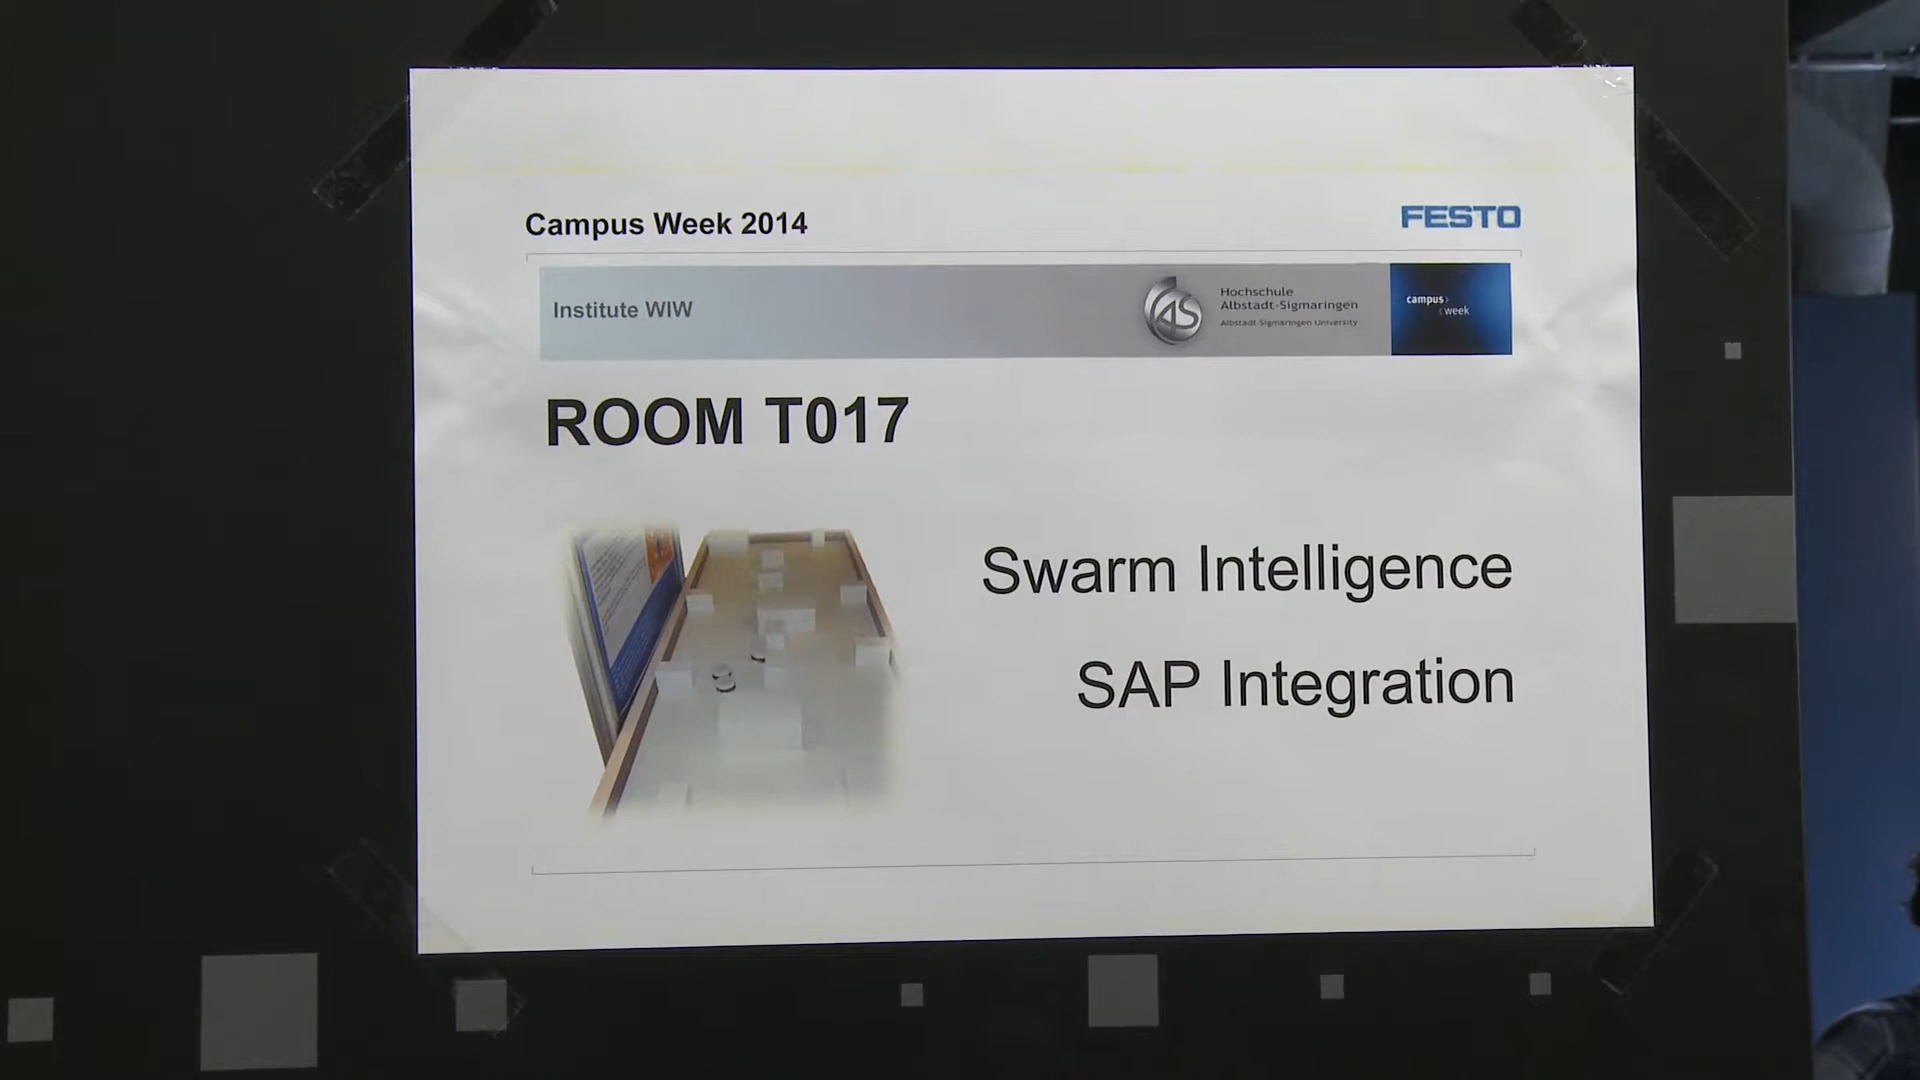 Campus Week 2014
FESTO
Institute WIW
Hochschule
Albstadt-Sigmaringen
Albstadt-Sigmaringen University
campus›
‹week
ROOM T017
Swarm Intelligence
SAP Integration